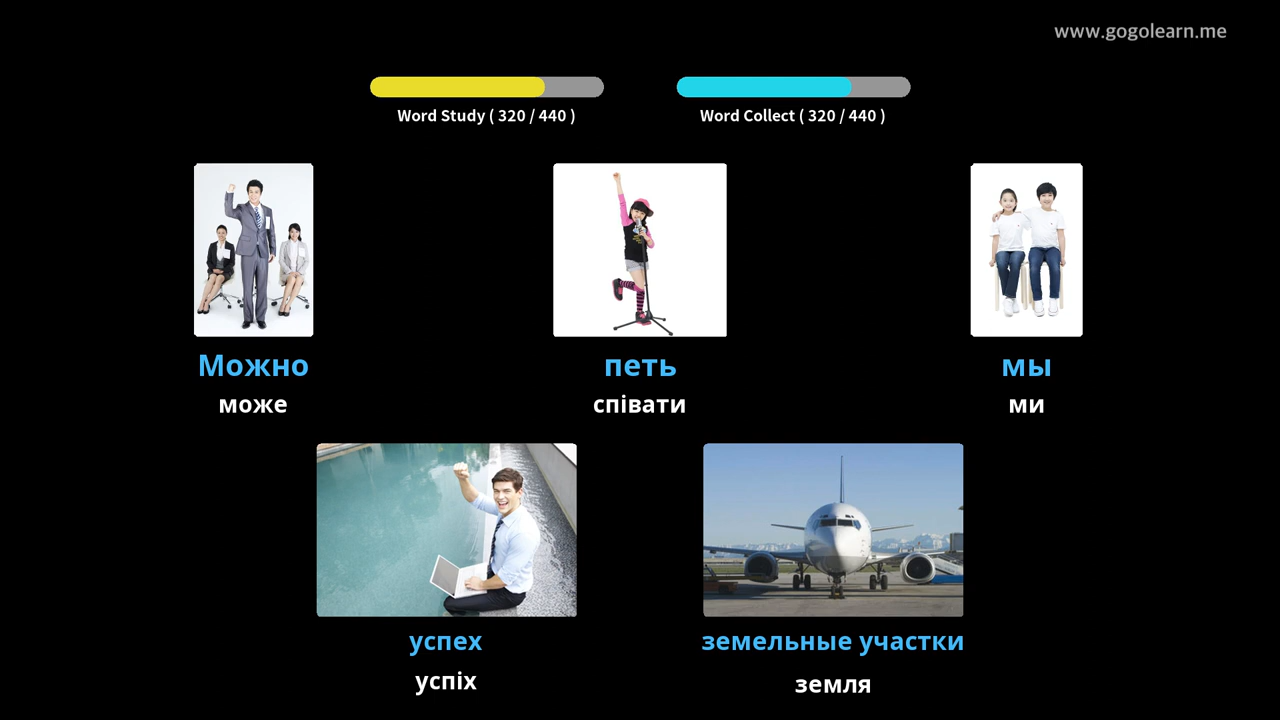 www.gogolearn.me
Word Study ( 320 / 440 )
Word Collect ( 320 / 440 )
Можно
може
петь
співати
мы
ми
успех
успіх
земельные участки
земля